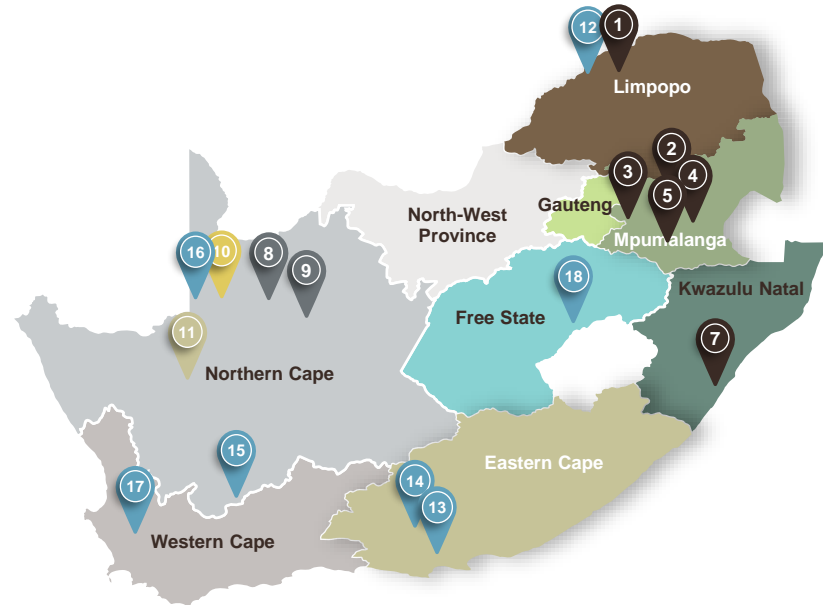 12
1
Limpopo
2
3
4
5
Gauteng
North-West
Province
Mpumalanga
16
10
8
9
18
Kwazulu Natal
Free State
11
7
Northern Cape
15
Eastern Cape
14
17
13
Western Cape